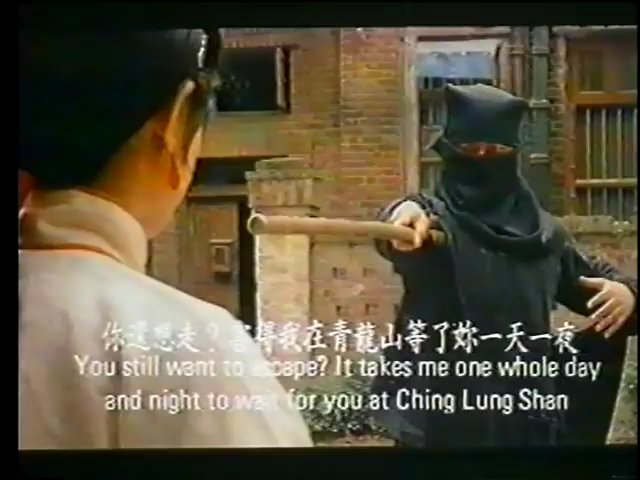 你還想走？害得我在青龍山等了妳一天一夜
You still want to escape? It takes me one whole day
and night to wait for you at Ching Lung Shan